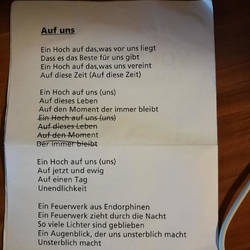 Auf uns
Ein Hoch auf das,was vor uns liegt
Dass es das Beste für uns gibt
Ein Hoch auf das,was uns vereint
Auf diese Zeit (Auf diese Zeit)
Ein Hoch auf uns (uns)
Auf dieses Leben
Auf den Moment der immer bleibt
Ein Hoch auf uns (uns)
Auf dieses Leben
Auf den Moment
Der immer bleibt
Ein Hoch auf uns (uns)
Auf jetzt und ewig
Auf einen Tag
Unendlichkeit
Ein Feuerwerk aus Endorphinen
Ein Feuerwerk zieht durch die Nacht
So viele Lichter sind geblieben
Ein Augenblick, der uns unsterblich macht
Unsterblich macht